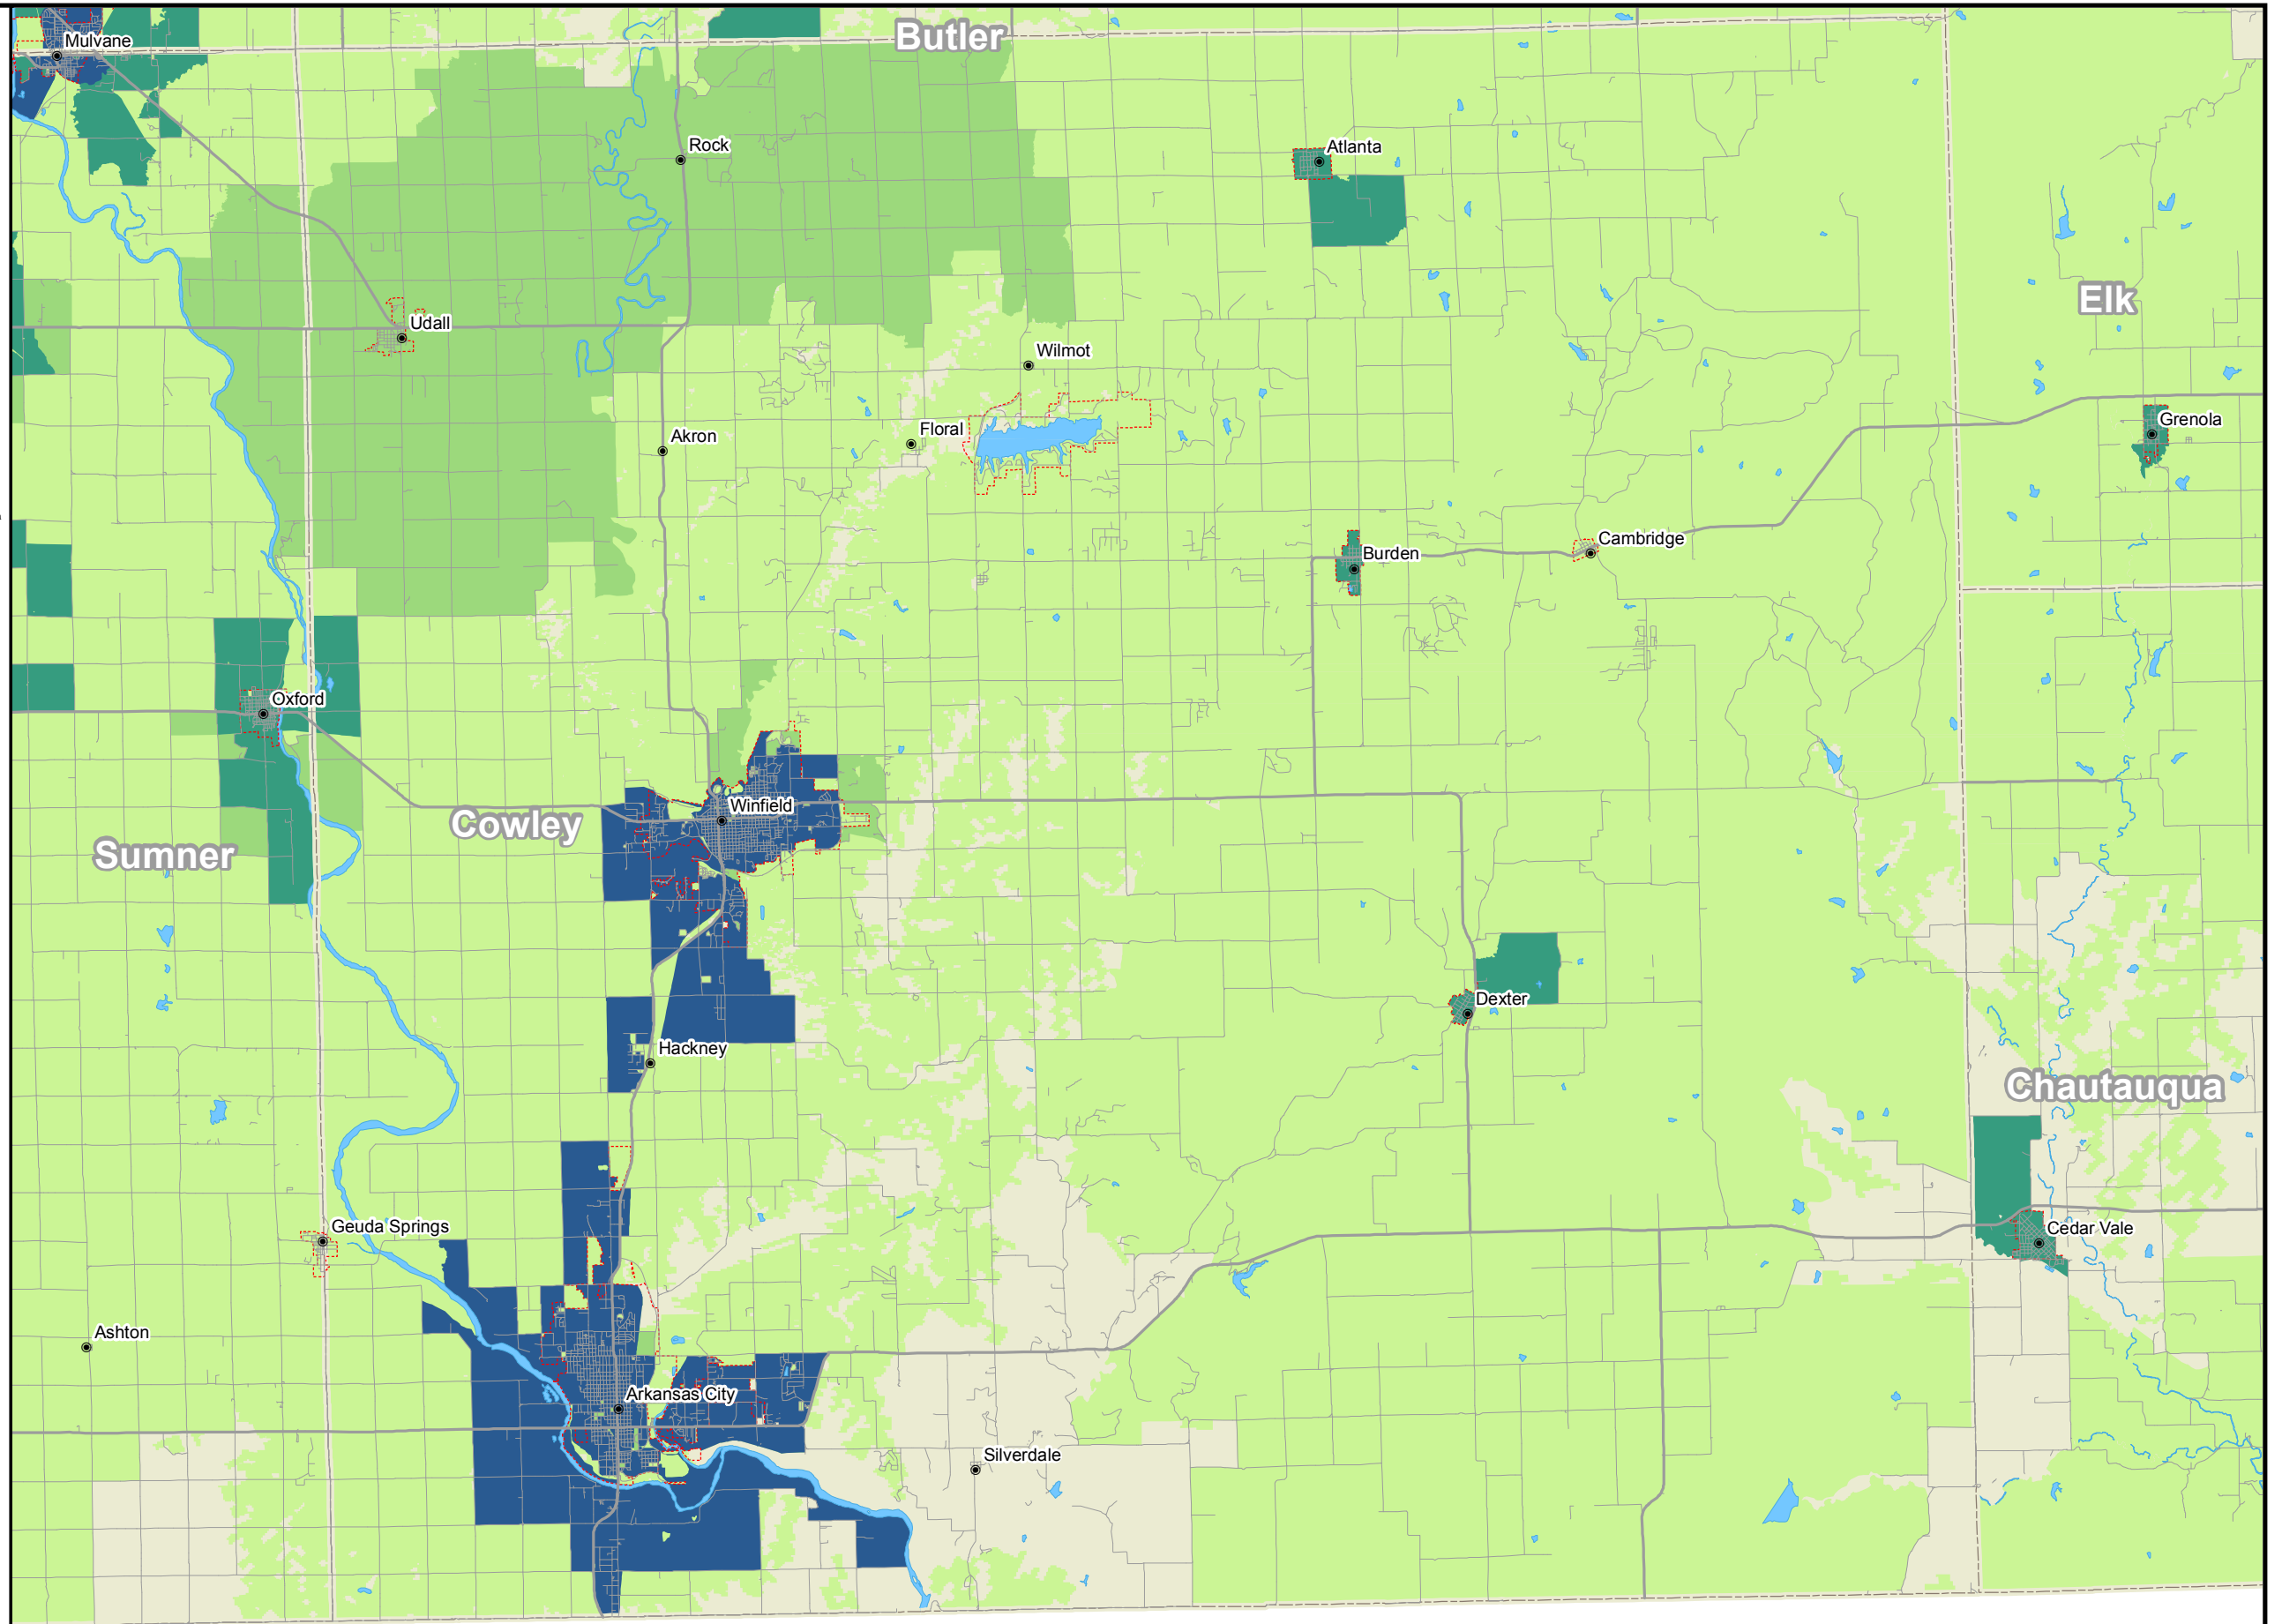 Butler
Mulvane
Rock
Atlanta
Elk
Udall
Wilmot
Grenola
Floral
Akron
Cambridge
Burden
Oxford
Winfield
Cowley
Sumner
Dexter
Hackney
Chautauqua
Geuda Springs
Cedar Vale
Ashton
Arkansas City
Silverdale